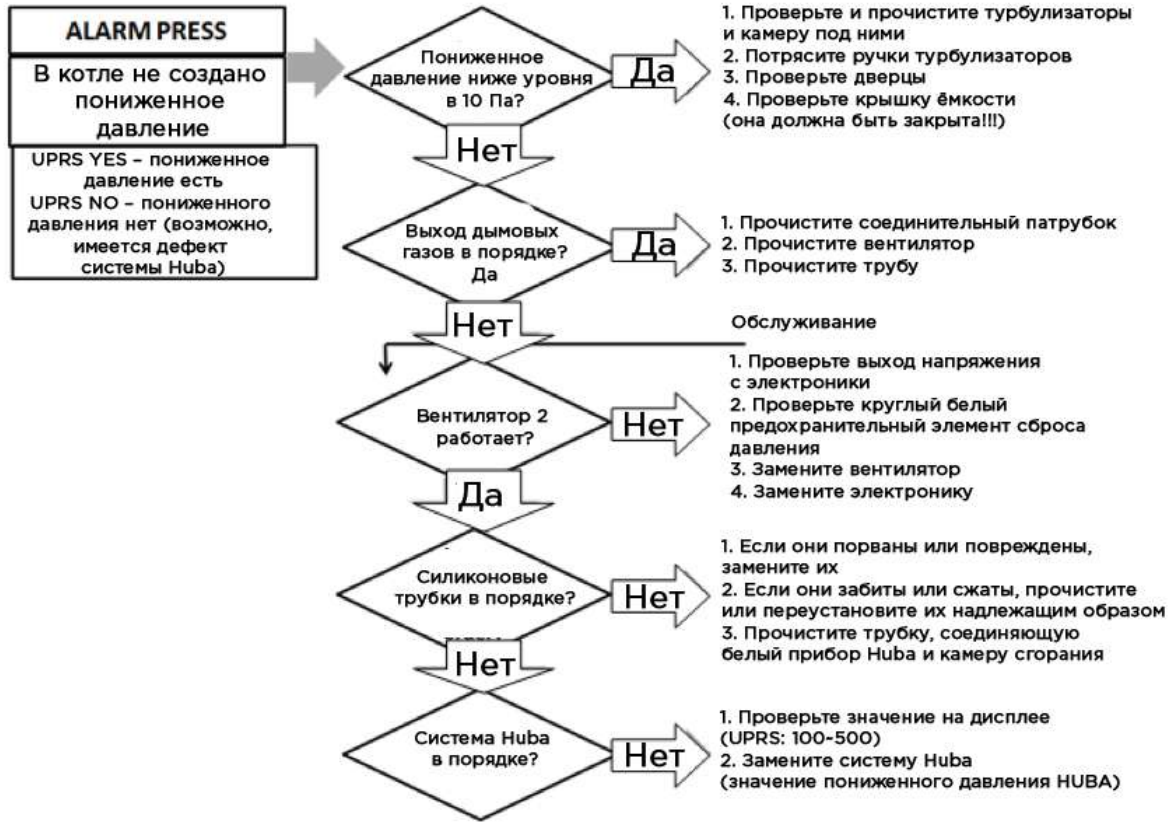 ALARM PRESS
В котле не создано
пониженное
давление
UPRS YES – пониженное
давление есть
UPRS NO – пониженного
давления нет (возможно,
имеется дефект
системы Huba)
Пониженное
давление ниже уровня
в 10 Па?
Да
1. Проверьте и прочистите турбулизаторы
и камеру под ними
2. Потрясите ручки турбулизаторов
3. Проверьте дверцы
4. Проверьте крышку ёмкости
(она должна быть закрыта!!!)
Нет
Выход дымовых
газов в порядке?
Да
Да
1. Прочистите соединительный патрубок
2. Прочистите вентилятор
3. Прочистите трубу
Нет
Обслуживание
Вентилятор 2
работает?
Нет
1. Проверьте выход напряжения
с электроники
2. Проверьте круглый белый
предохранительный элемент сброса
давления
3. Замените вентилятор
4. Замените электронику
Да
Силиконовые
трубки в порядке?
Нет
1. Если они порваны или повреждены,
замените их
2. Если они забиты или сжаты, прочистите
или переустановите их надлежащим образом
3. Прочистите трубку, соединяющую
белый прибор Huba и камеру сгорания
Нет
Система Huba
в порядке?
Нет
1. Проверьте значение на дисплее
(UPRS: 100~500)
2. Замените систему Huba
(значение пониженного давления HUBA)